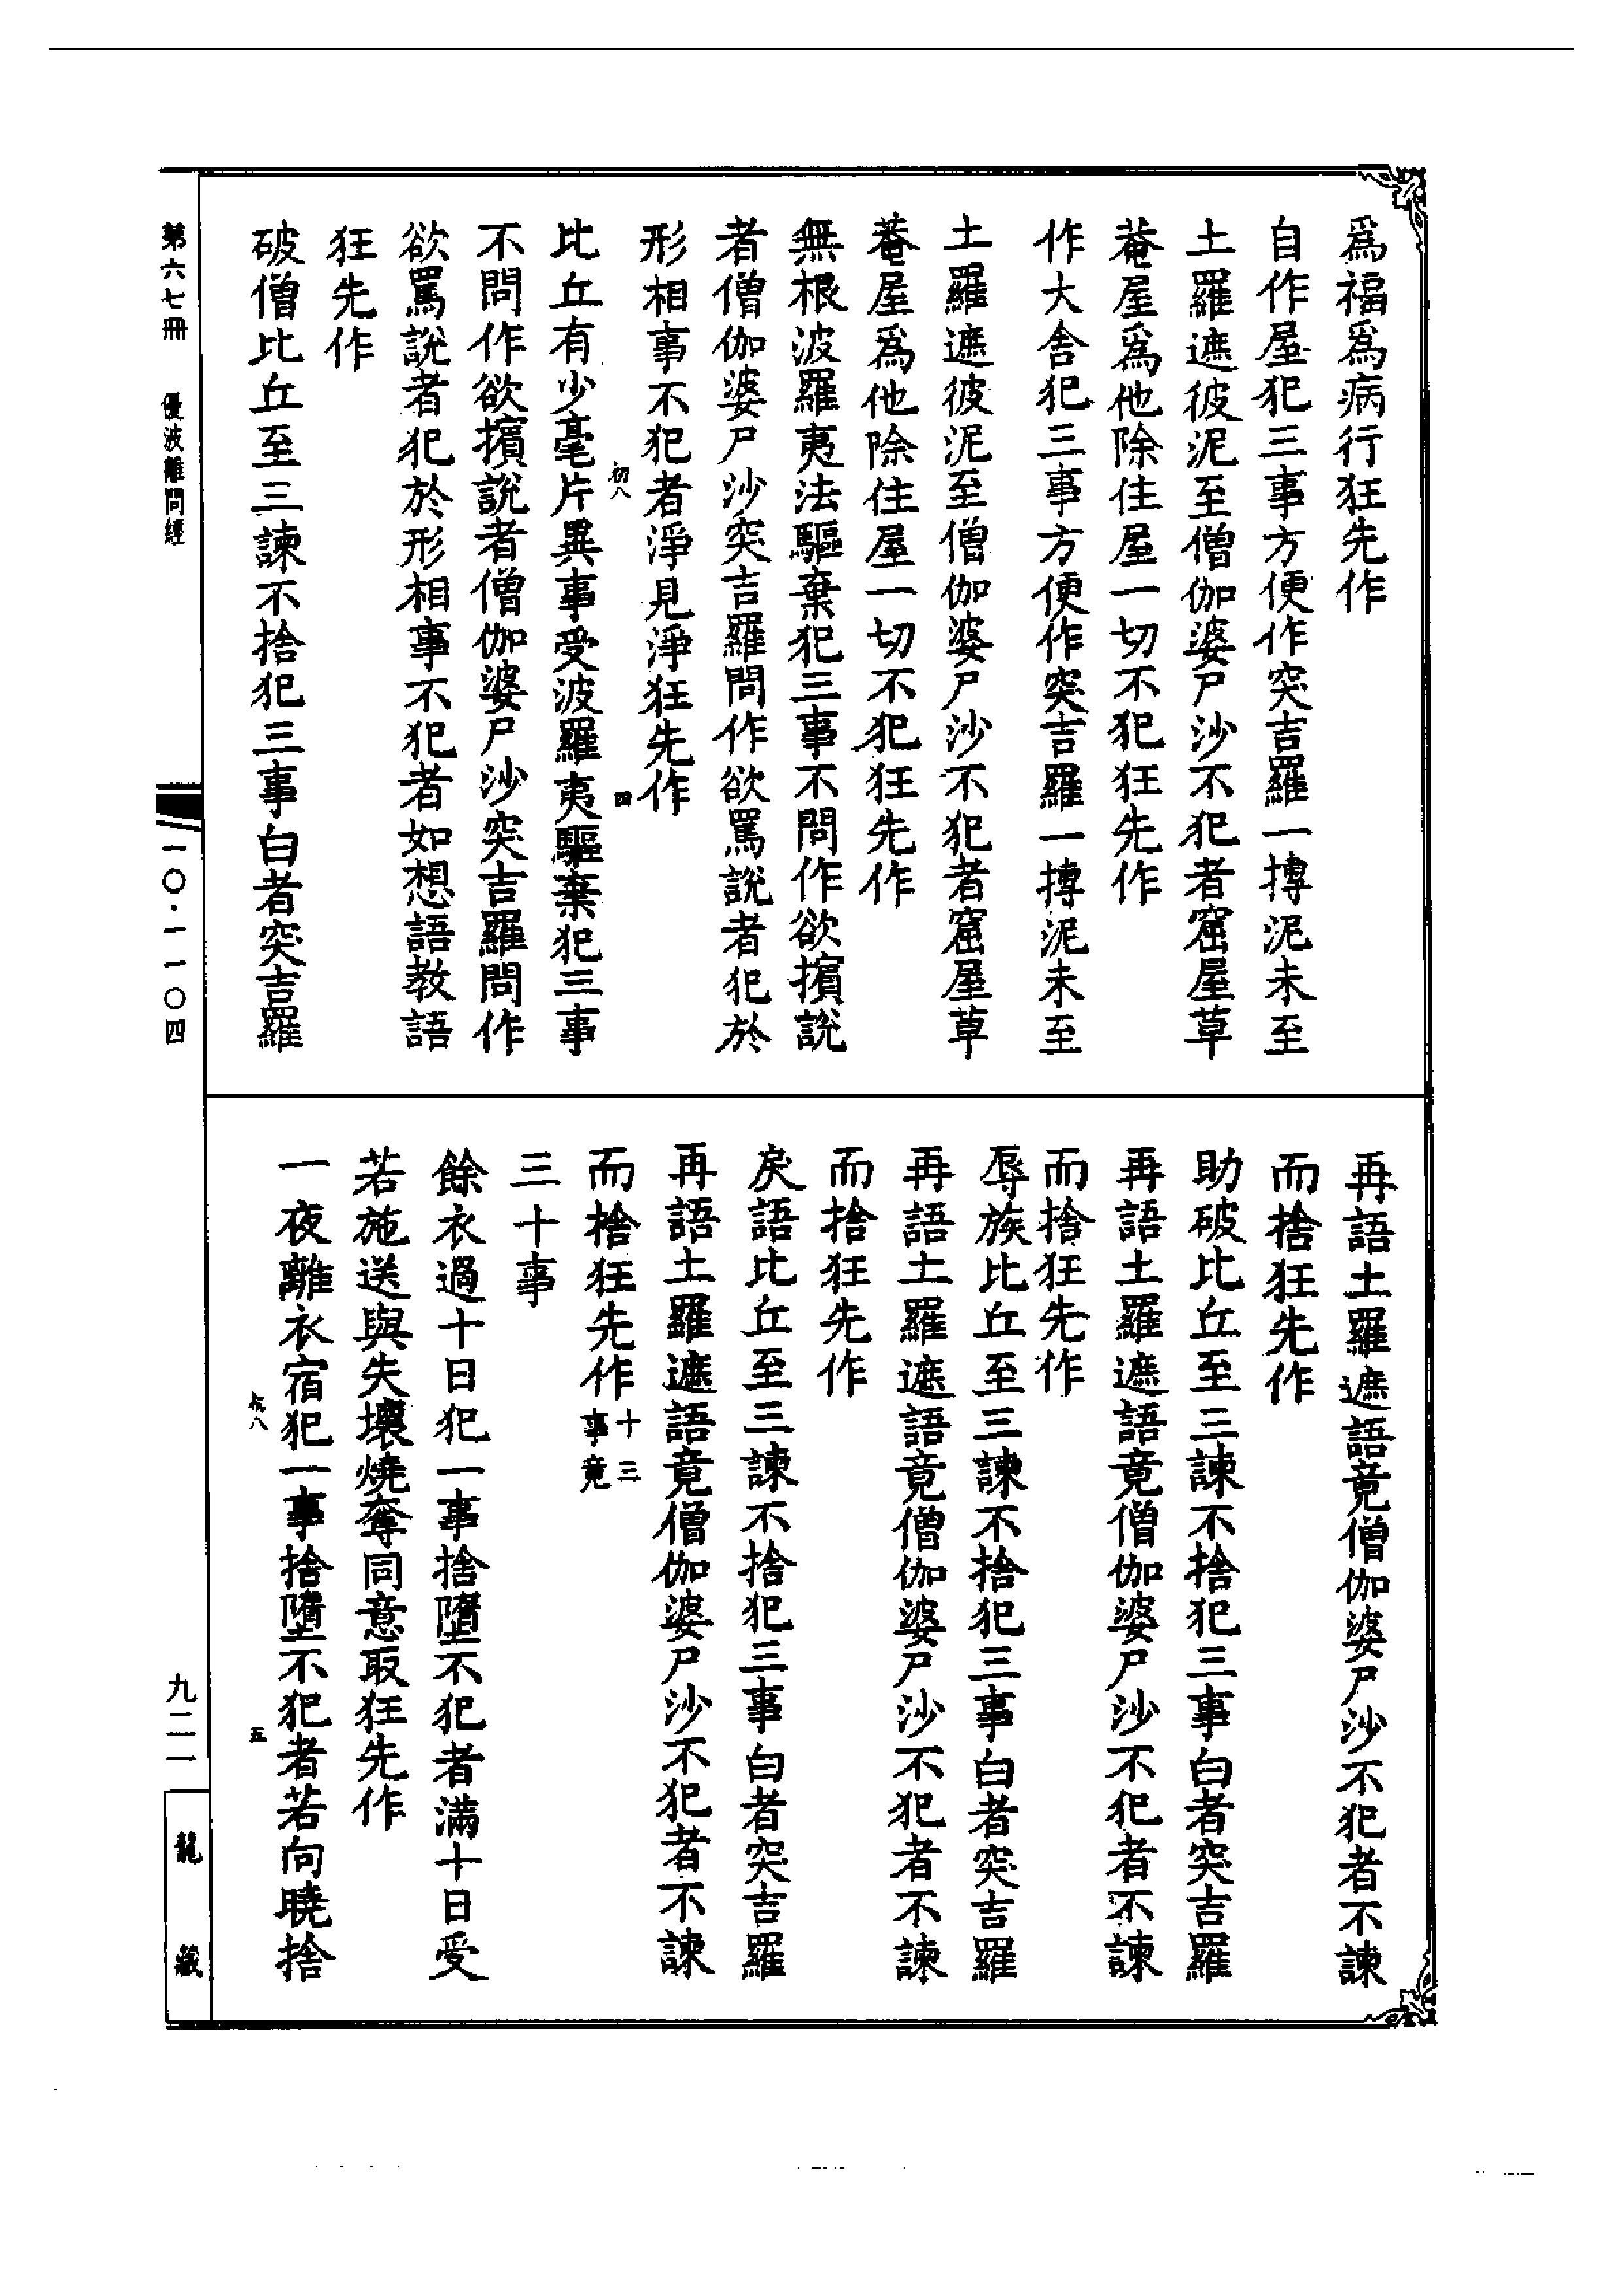 爲福爲病行狂先作
自作屋犯三事方便作突吉羅一摶泥未至
土羅遮彼泥至僧伽婆尸沙不犯者窟屋草
菴屋爲他除住屋一切不犯狂先作
作大舍犯三事方便作突吉羅一摶泥未至
土羅遮彼泥至僧伽婆尸沙不犯者窟屋草
菴屋爲他除住屋一切不犯狂先作
無根波羅夷法驅棄犯三事不問作欲擯說
者僧伽婆尸沙突吉羅問作欲罵說者犯於
形相事不犯者淨見淨狂先作
初八 四
比丘有少毫片異事受波羅夷驅棄犯三事
不問作欲擯說者僧伽婆尸沙突吉羅問作
欲罵說者犯於形相事不犯者如想語教語
狂先作
破僧比丘至三諫不捨犯三事白者突吉羅
再語土羅遮語竟僧伽婆尸沙不犯者不諫
而捨狂先作
助破比丘至三諫不捨犯三事白者突吉羅
再語土羅遮語竟僧伽婆尸沙不犯者不諫
而捨狂先作
辱族比丘至三諫不捨犯三事白者突吉羅
再語土羅遮語竟僧伽婆尸沙不犯者不諫
而捨狂先作
戾語比丘至三諫不捨犯三事白者突吉羅
再語土羅遮語竟僧伽婆尸沙不犯者不諫
而捨狂先作十三事竟
三十事
餘衣過十日犯一事捨墮不犯者滿十日受
若施送與失壞燒奪同意取狂先作
一夜離衣宿犯一事捨墮不犯者若向曉捨
八 五
第六七冊 優波離問經 一〇·一一〇四 九二一 龍藏